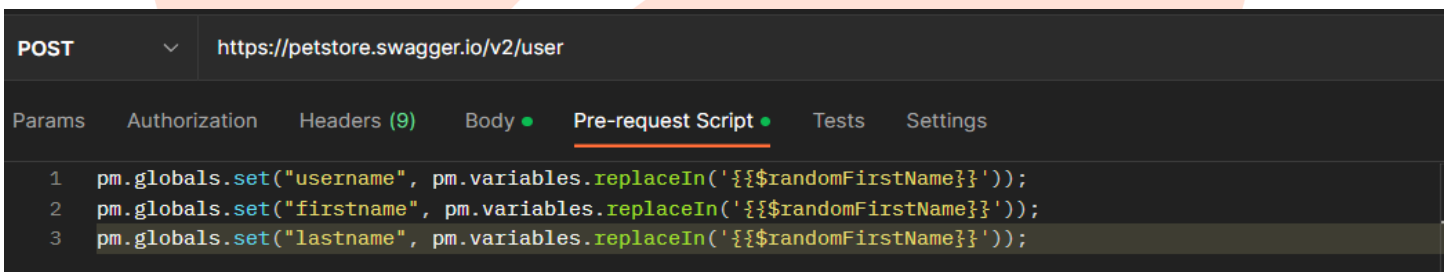 POST https://petstore.swagger.io/v2/user
Params Authorization Headers (9) Body Pre-request Script Tests Settings
1 pm.globals.set("username", pm.variables.replaceIn('{{$randomFirstName}}'));
2 pm.globals.set("firstname", pm.variables.replaceIn('{{$randomFirstName}}'));
3 pm.globals.set("lastname", pm.variables.replaceIn('{{$randomFirstName}}'));